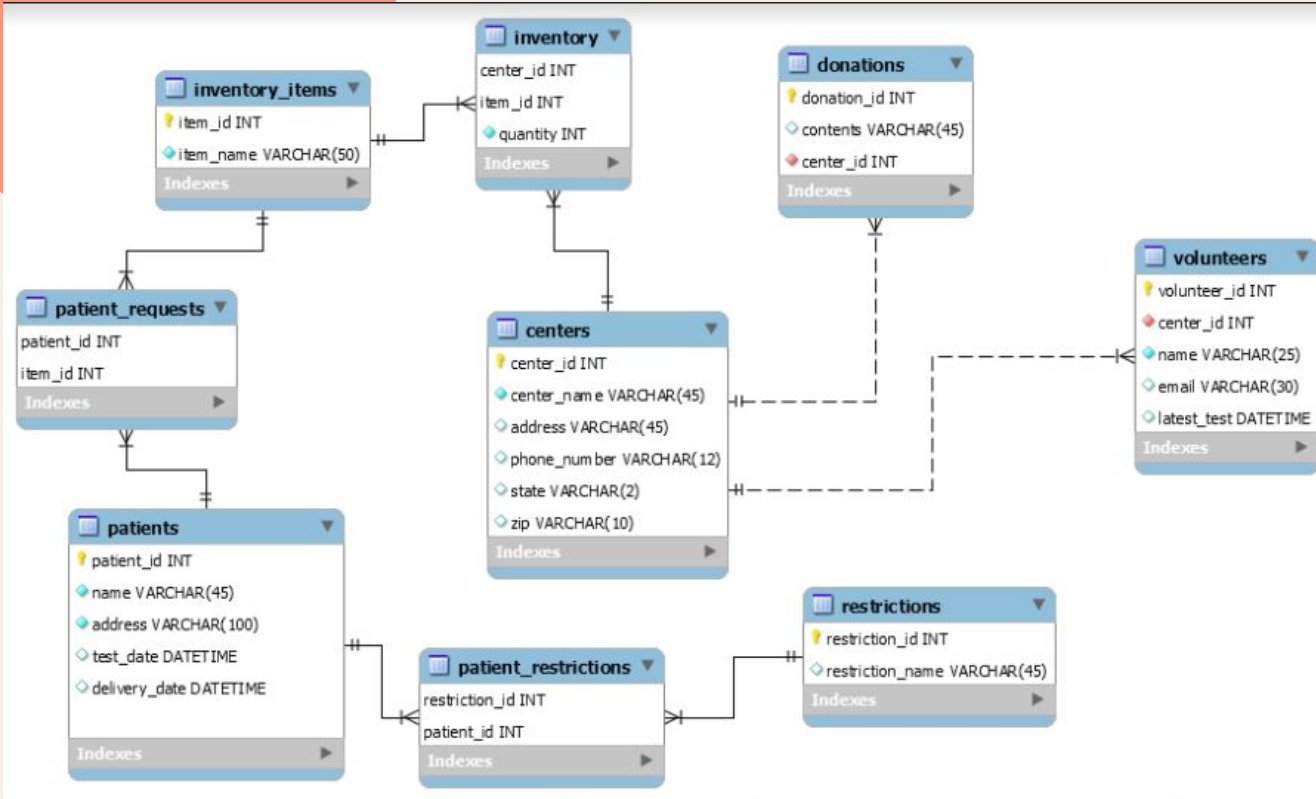 inventory_items
item_id INT
item_name VARCHAR(50)
Indexes
inventory
center_id INT
item_id INT
quantity INT
Indexes
donations
donation_id INT
contents VARCHAR(45)
center_id INT
Indexes
volunteers
volunteer_id INT
center_id INT
name VARCHAR(25)
email VARCHAR(30)
latest_test DATETIME
Indexes
patient_requests
patient_id INT
item_id INT
Indexes
centers
center_id INT
center_name VARCHAR(45)
address VARCHAR(45)
phone_number VARCHAR(12)
state VARCHAR(2)
zip VARCHAR(10)
Indexes
patients
patient_id INT
name VARCHAR(45)
address VARCHAR(100)
test_date DATETIME
delivery_date DATETIME
Indexes
patient_restrictions
restriction_id INT
patient_id INT
Indexes
restrictions
restriction_id INT
restriction_name VARCHAR(45)
Indexes